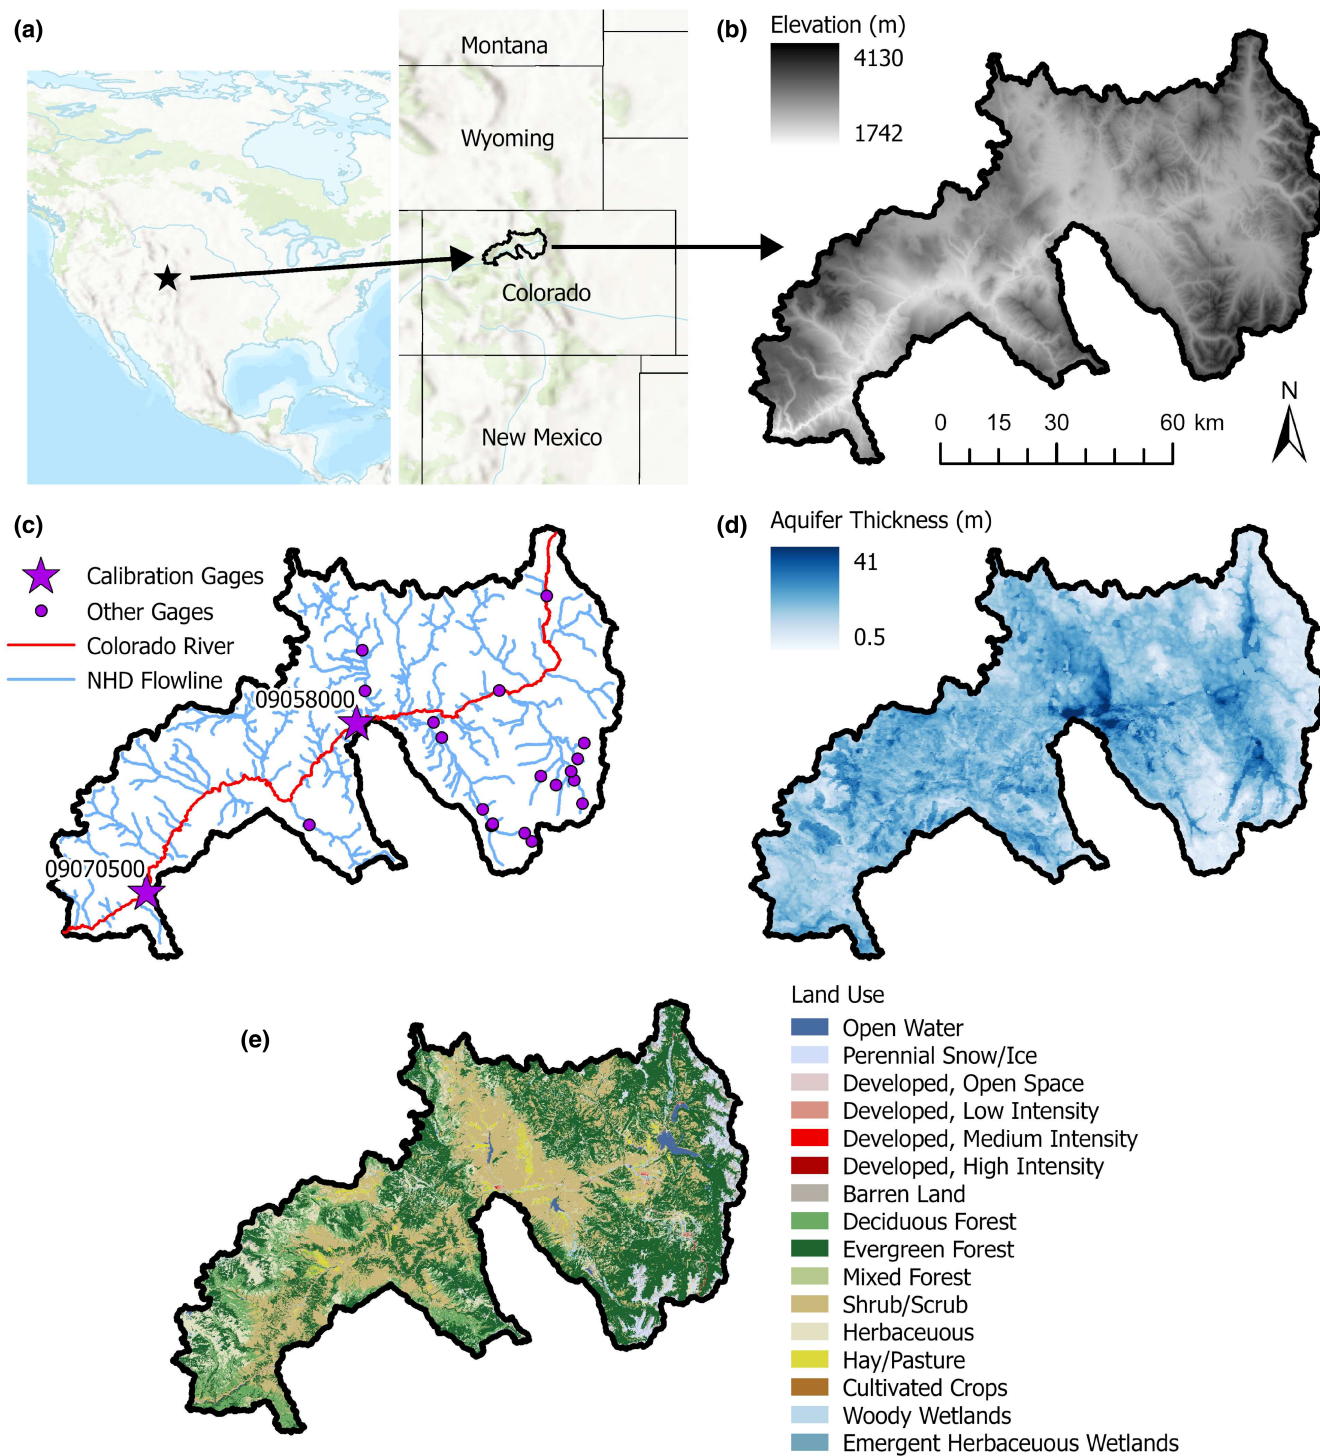 (a)
Montana
Wyoming
Colorado
New Mexico
(b)
Elevation (m)
4130
1742
0 15 30 60 km
N
(c)
Calibration Gages
Other Gages
Colorado River
NHD Flowline
09058000
09070500
(d)
Aquifer Thickness (m)
41
0.5
(e)
Land Use
Open Water
Perennial Snow/Ice
Developed, Open Space
Developed, Low Intensity
Developed, Medium Intensity
Developed, High Intensity
Barren Land
Deciduous Forest
Evergreen Forest
Mixed Forest
Shrub/Scrub
Herbaceuous
Hay/Pasture
Cultivated Crops
Woody Wetlands
Emergent Herbaceuous Wetlands